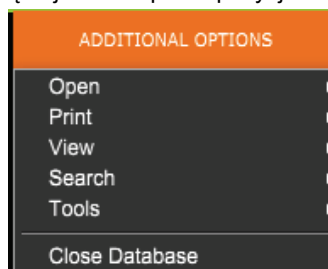 ADDITIONAL OPTIONS
Open
Print
View
Search
Tools
Close Database